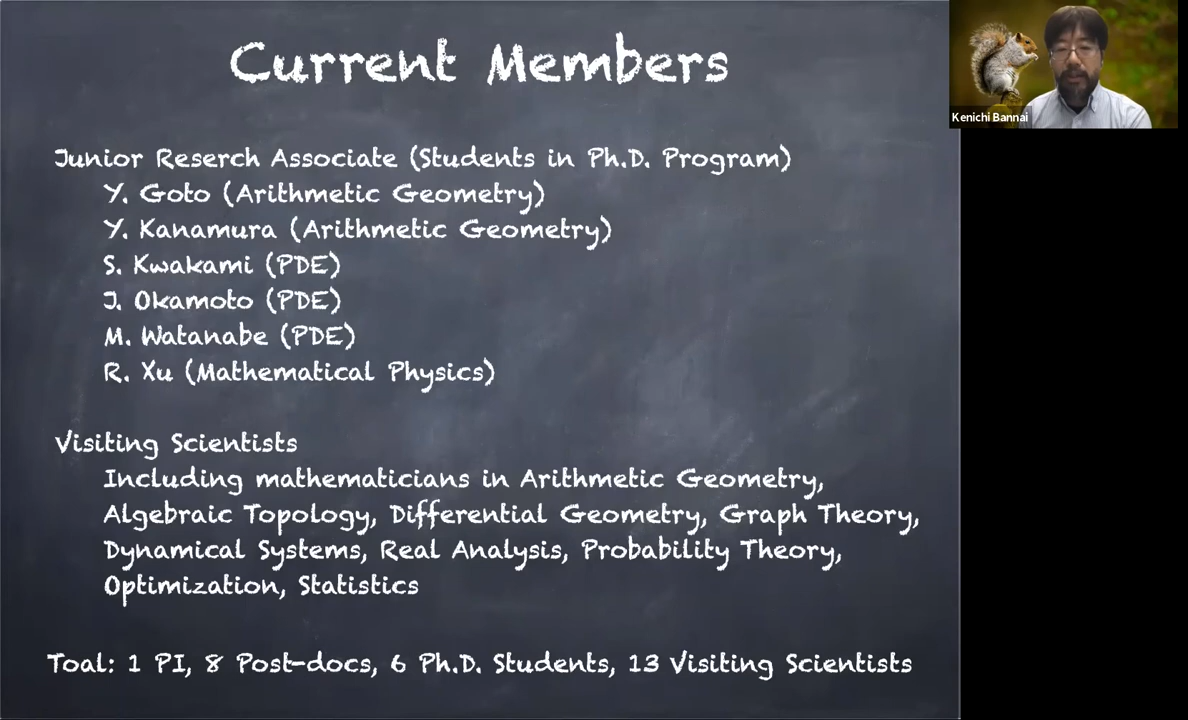 Current Members
Kenichi Bannai
Junior Reserch Associate (Students in Ph.D. Program)
Y. Goto (Arithmetic Geometry)
Y. Kanamura (Arithmetic Geometry)
S. Kwakami (PDE)
J. Okamoto (PDE)
M. Watanabe (PDE)
R. Xu (Mathematical Physics)
Visiting Scientists
Including mathematicians in Arithmetic Geometry,
Algebraic Topology, Differential Geometry, Graph Theory,
Dynamical Systems, Real Analysis, Probability Theory,
Optimization, Statistics
Toal: 1 PI, 8 Post-docs, 6 Ph.D. Students, 13 Visiting Scientists